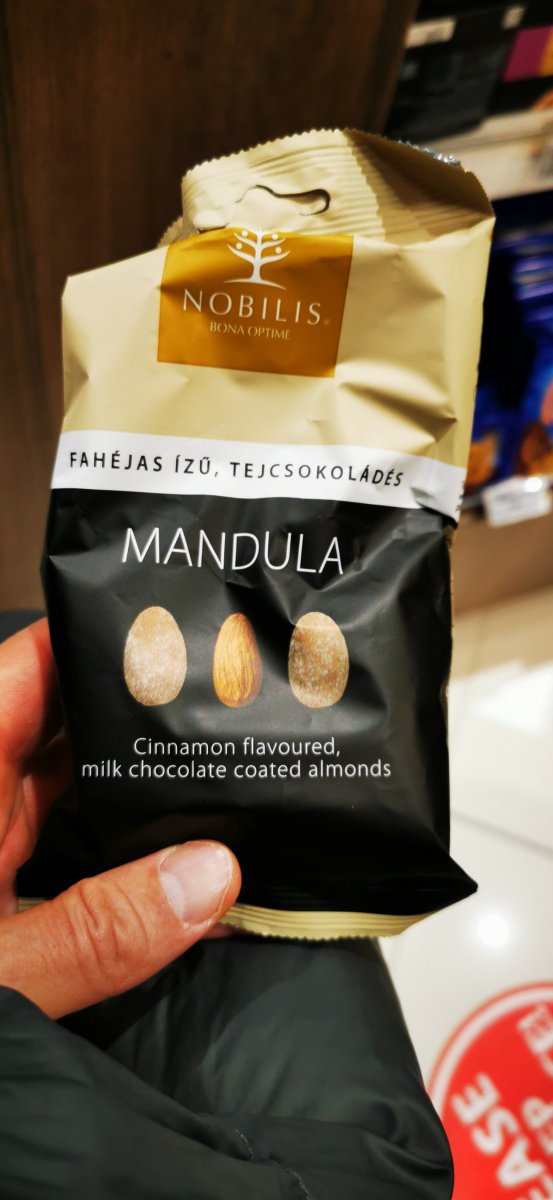 NOBILIS®
BONA OPTIME
FAHÉJAS ÍZŰ, TEJCSOKOLÁDÉS
MANDULA
Cinnamon flavoured,
milk chocolate coated almonds